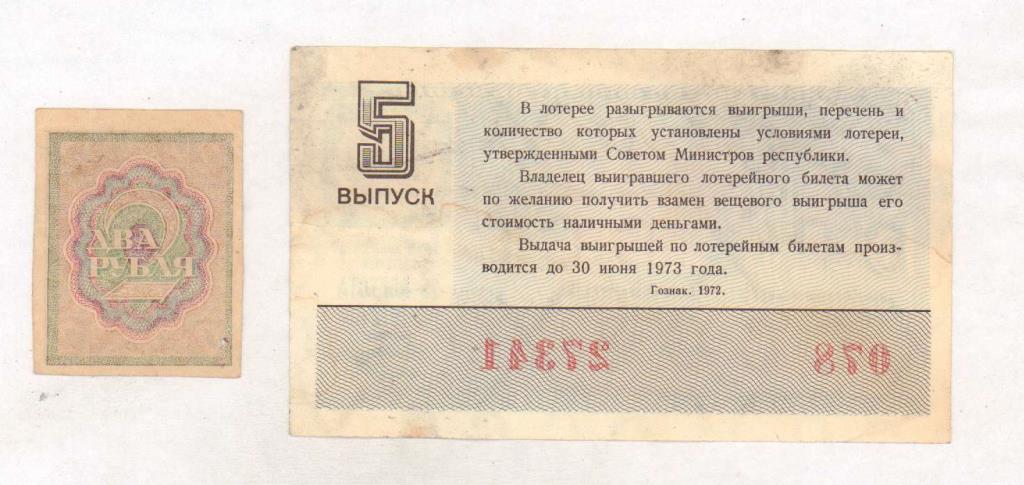 2
ДВА
РУБЛЯ
5
ВЫПУСК
В лотерее разыгрываются выигрыши, перечень и
количество которых установлены условиями лотереи,
утвержденными Советом Министров республики.
Владелец выигравшего лотерейного билета может
по желанию получить взамен вещевого выигрыша его
стоимость наличными деньгами.
Выдача выигрышей по лотерейным билетам произ-
водится до 30 июня 1973 года.
Гознак. 1972.
27341 078